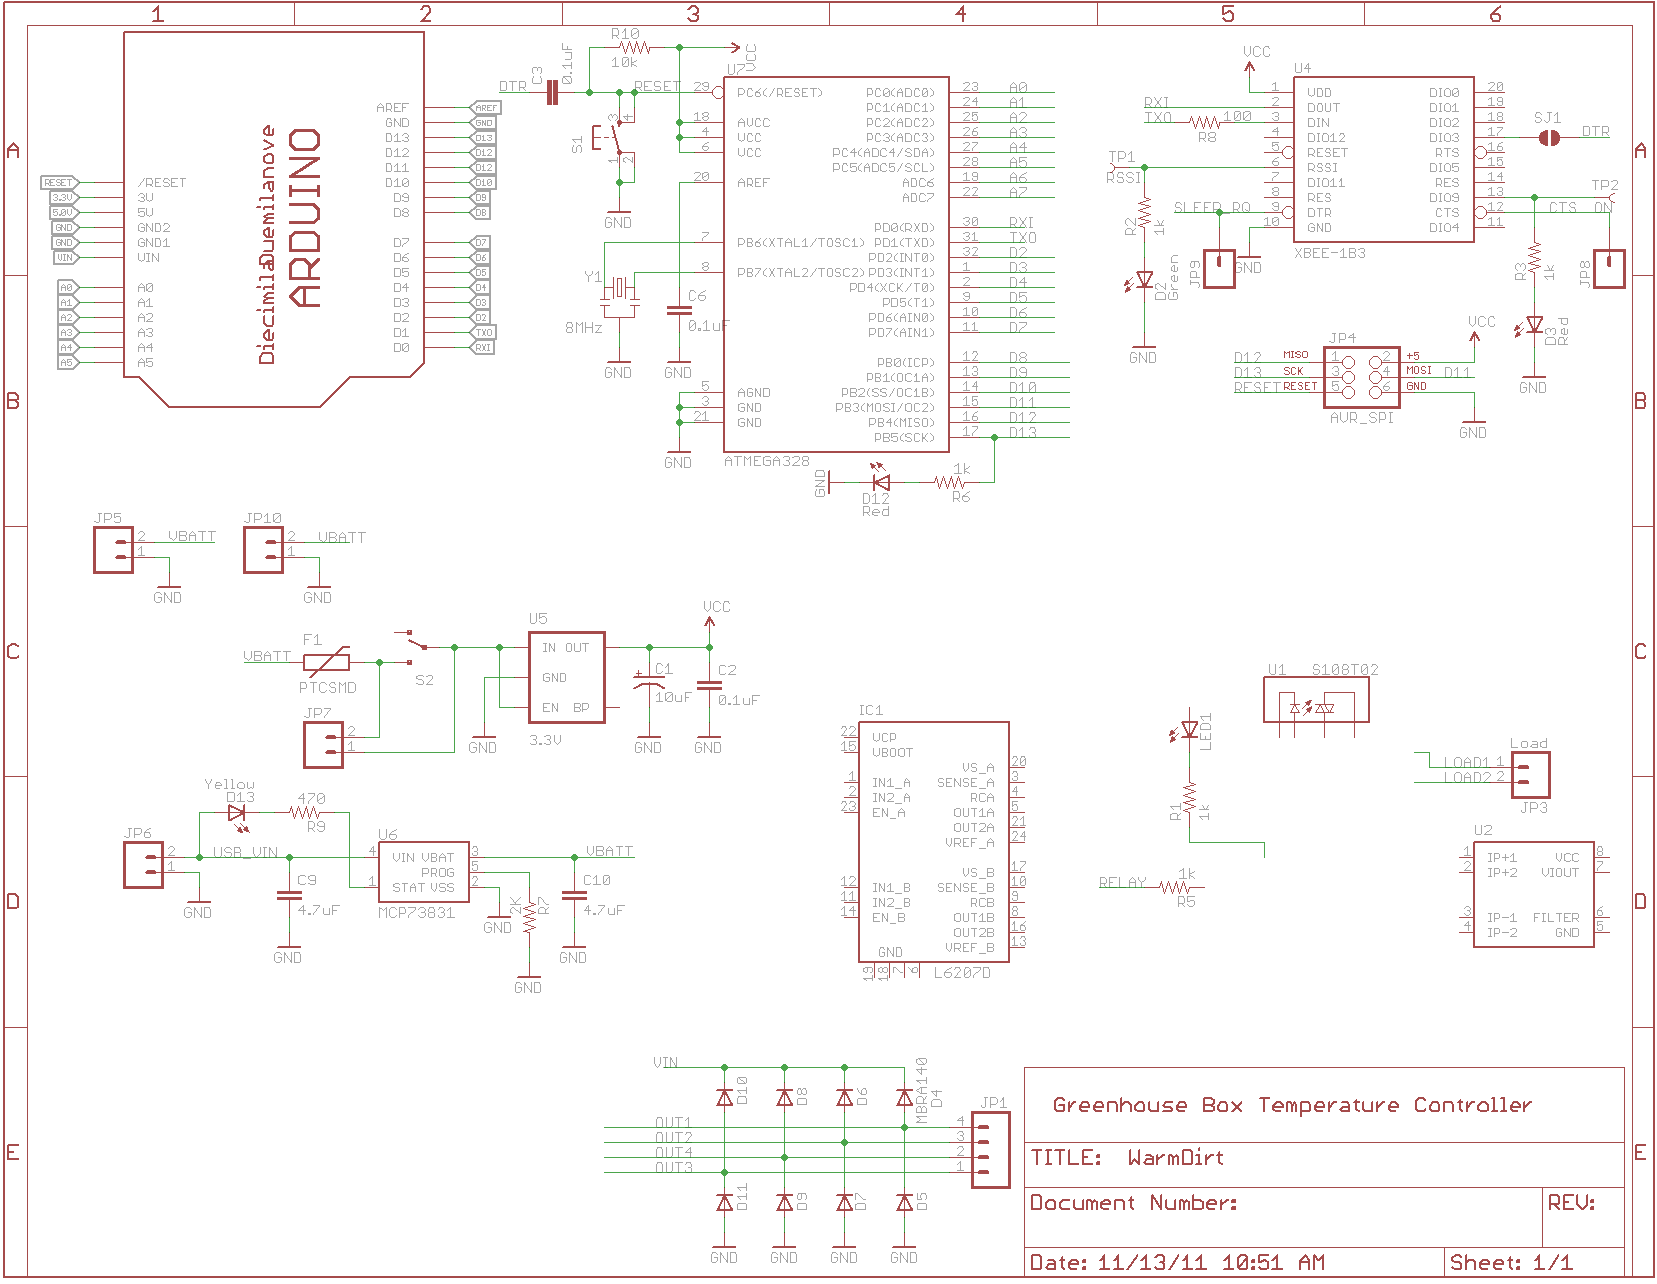 1 2 3 4 5 6
A
B
C
D
E
A
B
C
D
E
Diecimila
Duemilanove
ARDUINO
RESET /RESET
3.3V 3V
5.0V 5V
GND GND2
GND GND1
VIN VIN
A0 A0
A1 A1
A2 A2
A3 A3
A4 A4
A5 A5
AREF AREF
GND GND
D13 D13
D12 D12
D11 D12
D10 D10
D9 D9
D8 D8
D7 D7
D6 D6
D5 D5
D4 D4
D3 D3
D2 D2
D1 TXO
D0 RXI
DTR
C3
0.1uF
R10
10k
VCC
RESET
S1
3 4
1 2
GND
Y1
8MHz
GND
C6
0.1uF
GND
GND
U7
29 PC6(/RESET)
18 AVCC
4 VCC
6 VCC
20 AREF
7 PB6(XTAL1/TOSC1)
8 PB7(XTAL2/TOSC2)
5 AGND
3 GND
21 GND
PC0(ADC0) 23 A0
PC1(ADC1) 24 A1
PC2(ADC2) 25 A2
PC3(ADC3) 26 A3
PC4(ADC4/SDA) 27 A4
PC5(ADC5/SCL) 28 A5
ADC6 19 A6
ADC7 22 A7
PD0(RXD) 30 RXI
PD1(TXD) 31 TXO
PD2(INT0) 32 D2
PD3(INT1) 1 D3
PD4(XCK/T0) 2 D4
PD5(T1) 9 D5
PD6(AIN0) 10 D6
PD7(AIN1) 11 D7
PB0(ICP) 12 D8
PB1(OC1A) 13 D9
PB2(SS/OC1B) 14 D10
PB3(MOSI/OC2) 15 D11
PB4(MISO) 16 D12
PB5(SCK) 17 D13
ATMEGA328
GND
D12
Red
1k
R6
VCC
U4
RXI
TXO
R8
100
1 VDD
2 DOUT
3 DIN
4 DIO12
5 RESET
6 RSSI
7 DIO11
8 RES
9 DTR
10 GND
DIO0 20
DIO1 19
DIO2 18
DIO3 17
RTS 16
DIO5 15
RES 14
DIO9 13
CTS 12
DIO4 11
XBEE-1B3
SJ1
DTR
TP1
RSSI
R2
1k
D2
Green
GND
SLEEP_RQ
JP9
GND
TP2
CTS
ON
R3
1k
D3
Red
GND
JP8
JP4
VCC
D12 MISO 1 2 +5
D13 SCK 3 4 MOSI D11
RESET RESET 5 6 GND
AVR_SPI
GND
JP5
2 VBATT
1
GND
JP10
2 VBATT
1
GND
VBATT
F1
PTCSMD
S2
JP7
2
1
U5
IN OUT
GND
EN BP
3.3V
GND
VCC
C1
10uF
GND
C2
0.1uF
GND
Yellow
D13
470
R9
JP6
2 USB_VIN
1
GND
C9
4.7uF
GND
U6
4 VIN VBAT 3
PROG 5
1 STAT VSS 2
MCP73831
VBATT
GND
2K
R7
GND
C10
4.7uF
GND
IC1
22 VCP
15 VBOOT
1 IN1_A
2 IN2_A
23 EN_A
12 IN1_B
11 IN2_B
14 EN_B
VS_A 20
SENSE_A 3
RCA 4
OUT1A 5
OUT2A 21
VREF_A 24
VS_B 17
SENSE_B 10
RCB 9
OUT1B 8
OUT2B 16
VREF_B 13
GND
19 18 7 6
L6207D
LED1
R1
1k
RELAY
1k
R5
U1 S108T02
Load
LOAD1 1
LOAD2 2
JP3
U2
1 IP+1
2 IP+2
3 IP-1
4 IP-2
VCC 8
VIOUT 7
FILTER 6
GND 5
VIN
D10
D8
D6
MBRA140
D4
JP1
OUT1 4
OUT2 3
OUT4 2
OUT3 1
D11
D9
D7
D5
GND GND GND GND
Greenhouse Box Temperature Controller
TITLE: WarmDirt
Document Number:
REV:
Date: 11/13/11 10:51 AM
Sheet: 1/1